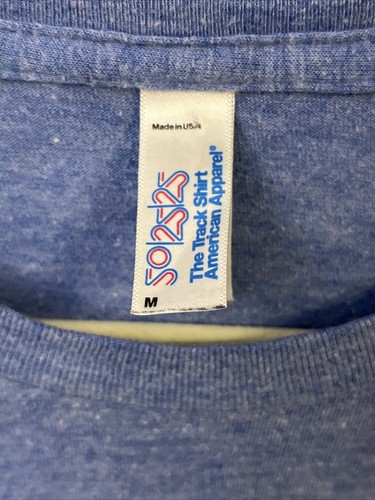 Made in USA
50/25/25
The Track Shirt
American Apparel®
M